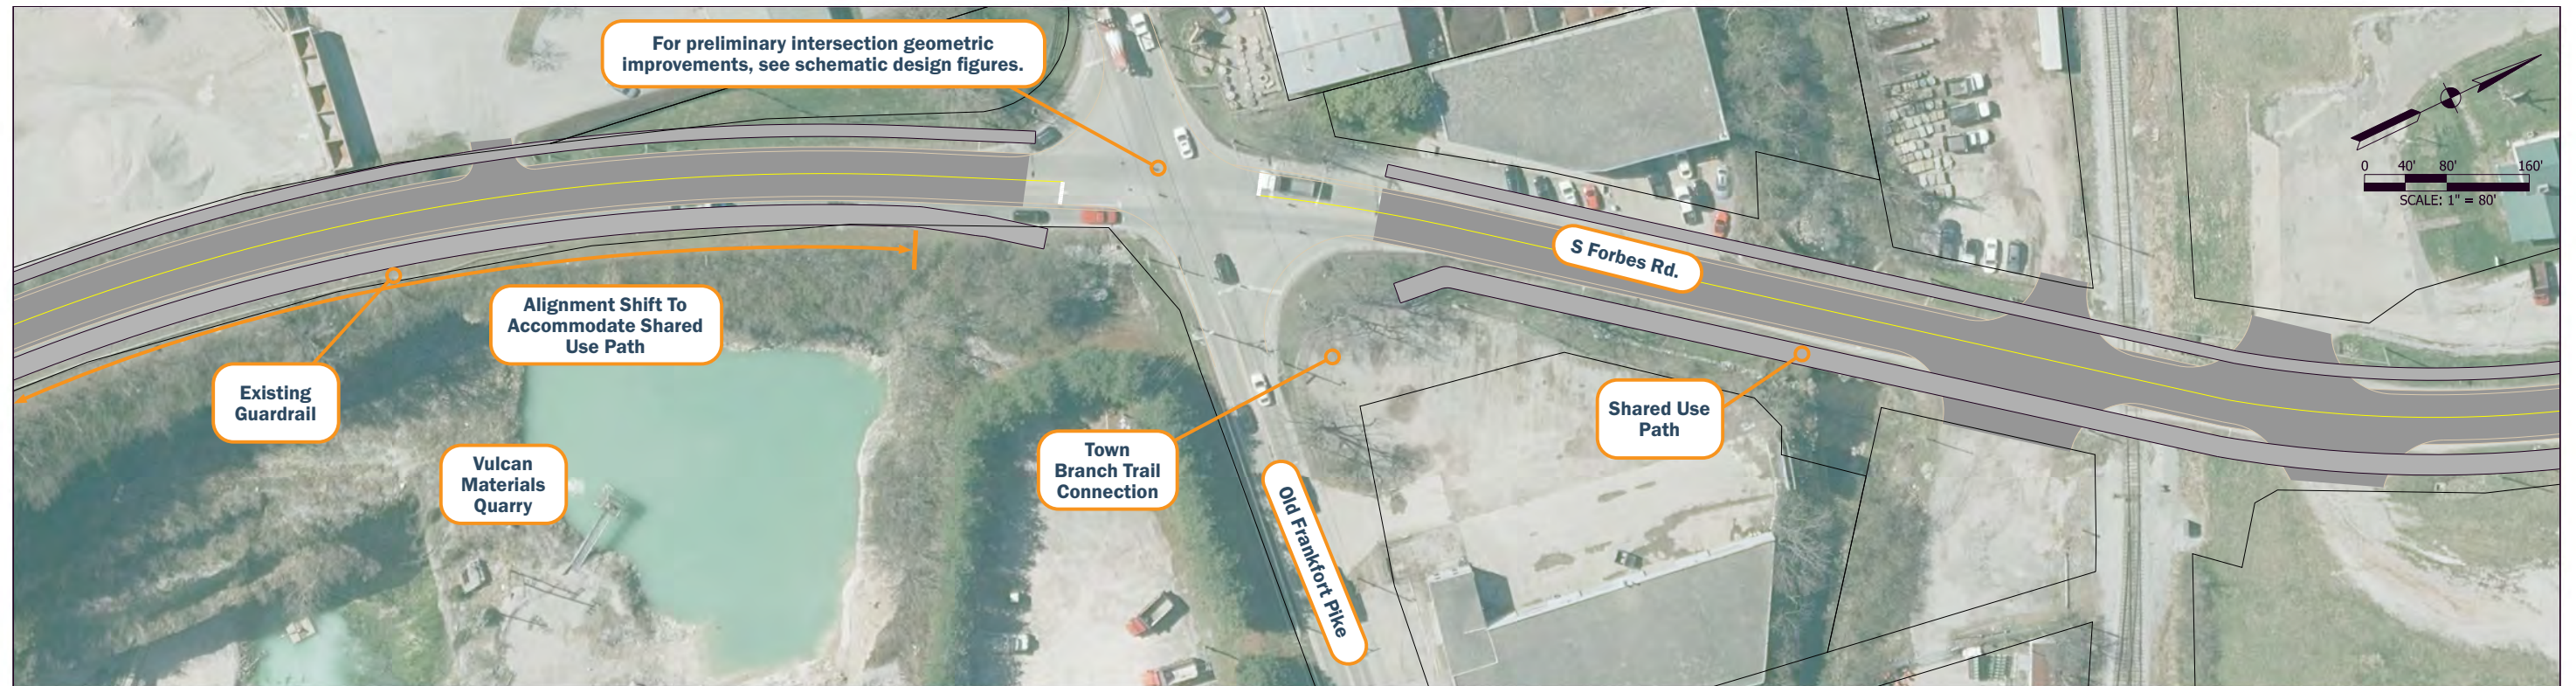 For preliminary intersection geometric
improvements, see schematic design figures.
0 40' 80' 160'
SCALE: 1" = 80'
S Forbes Rd.
Alignment Shift To
Accommodate Shared
Use Path
Existing
Guardrail
Shared Use
Path
Town
Branch Trail
Connection
Vulcan
Materials
Quarry
Old Frankfort Pike